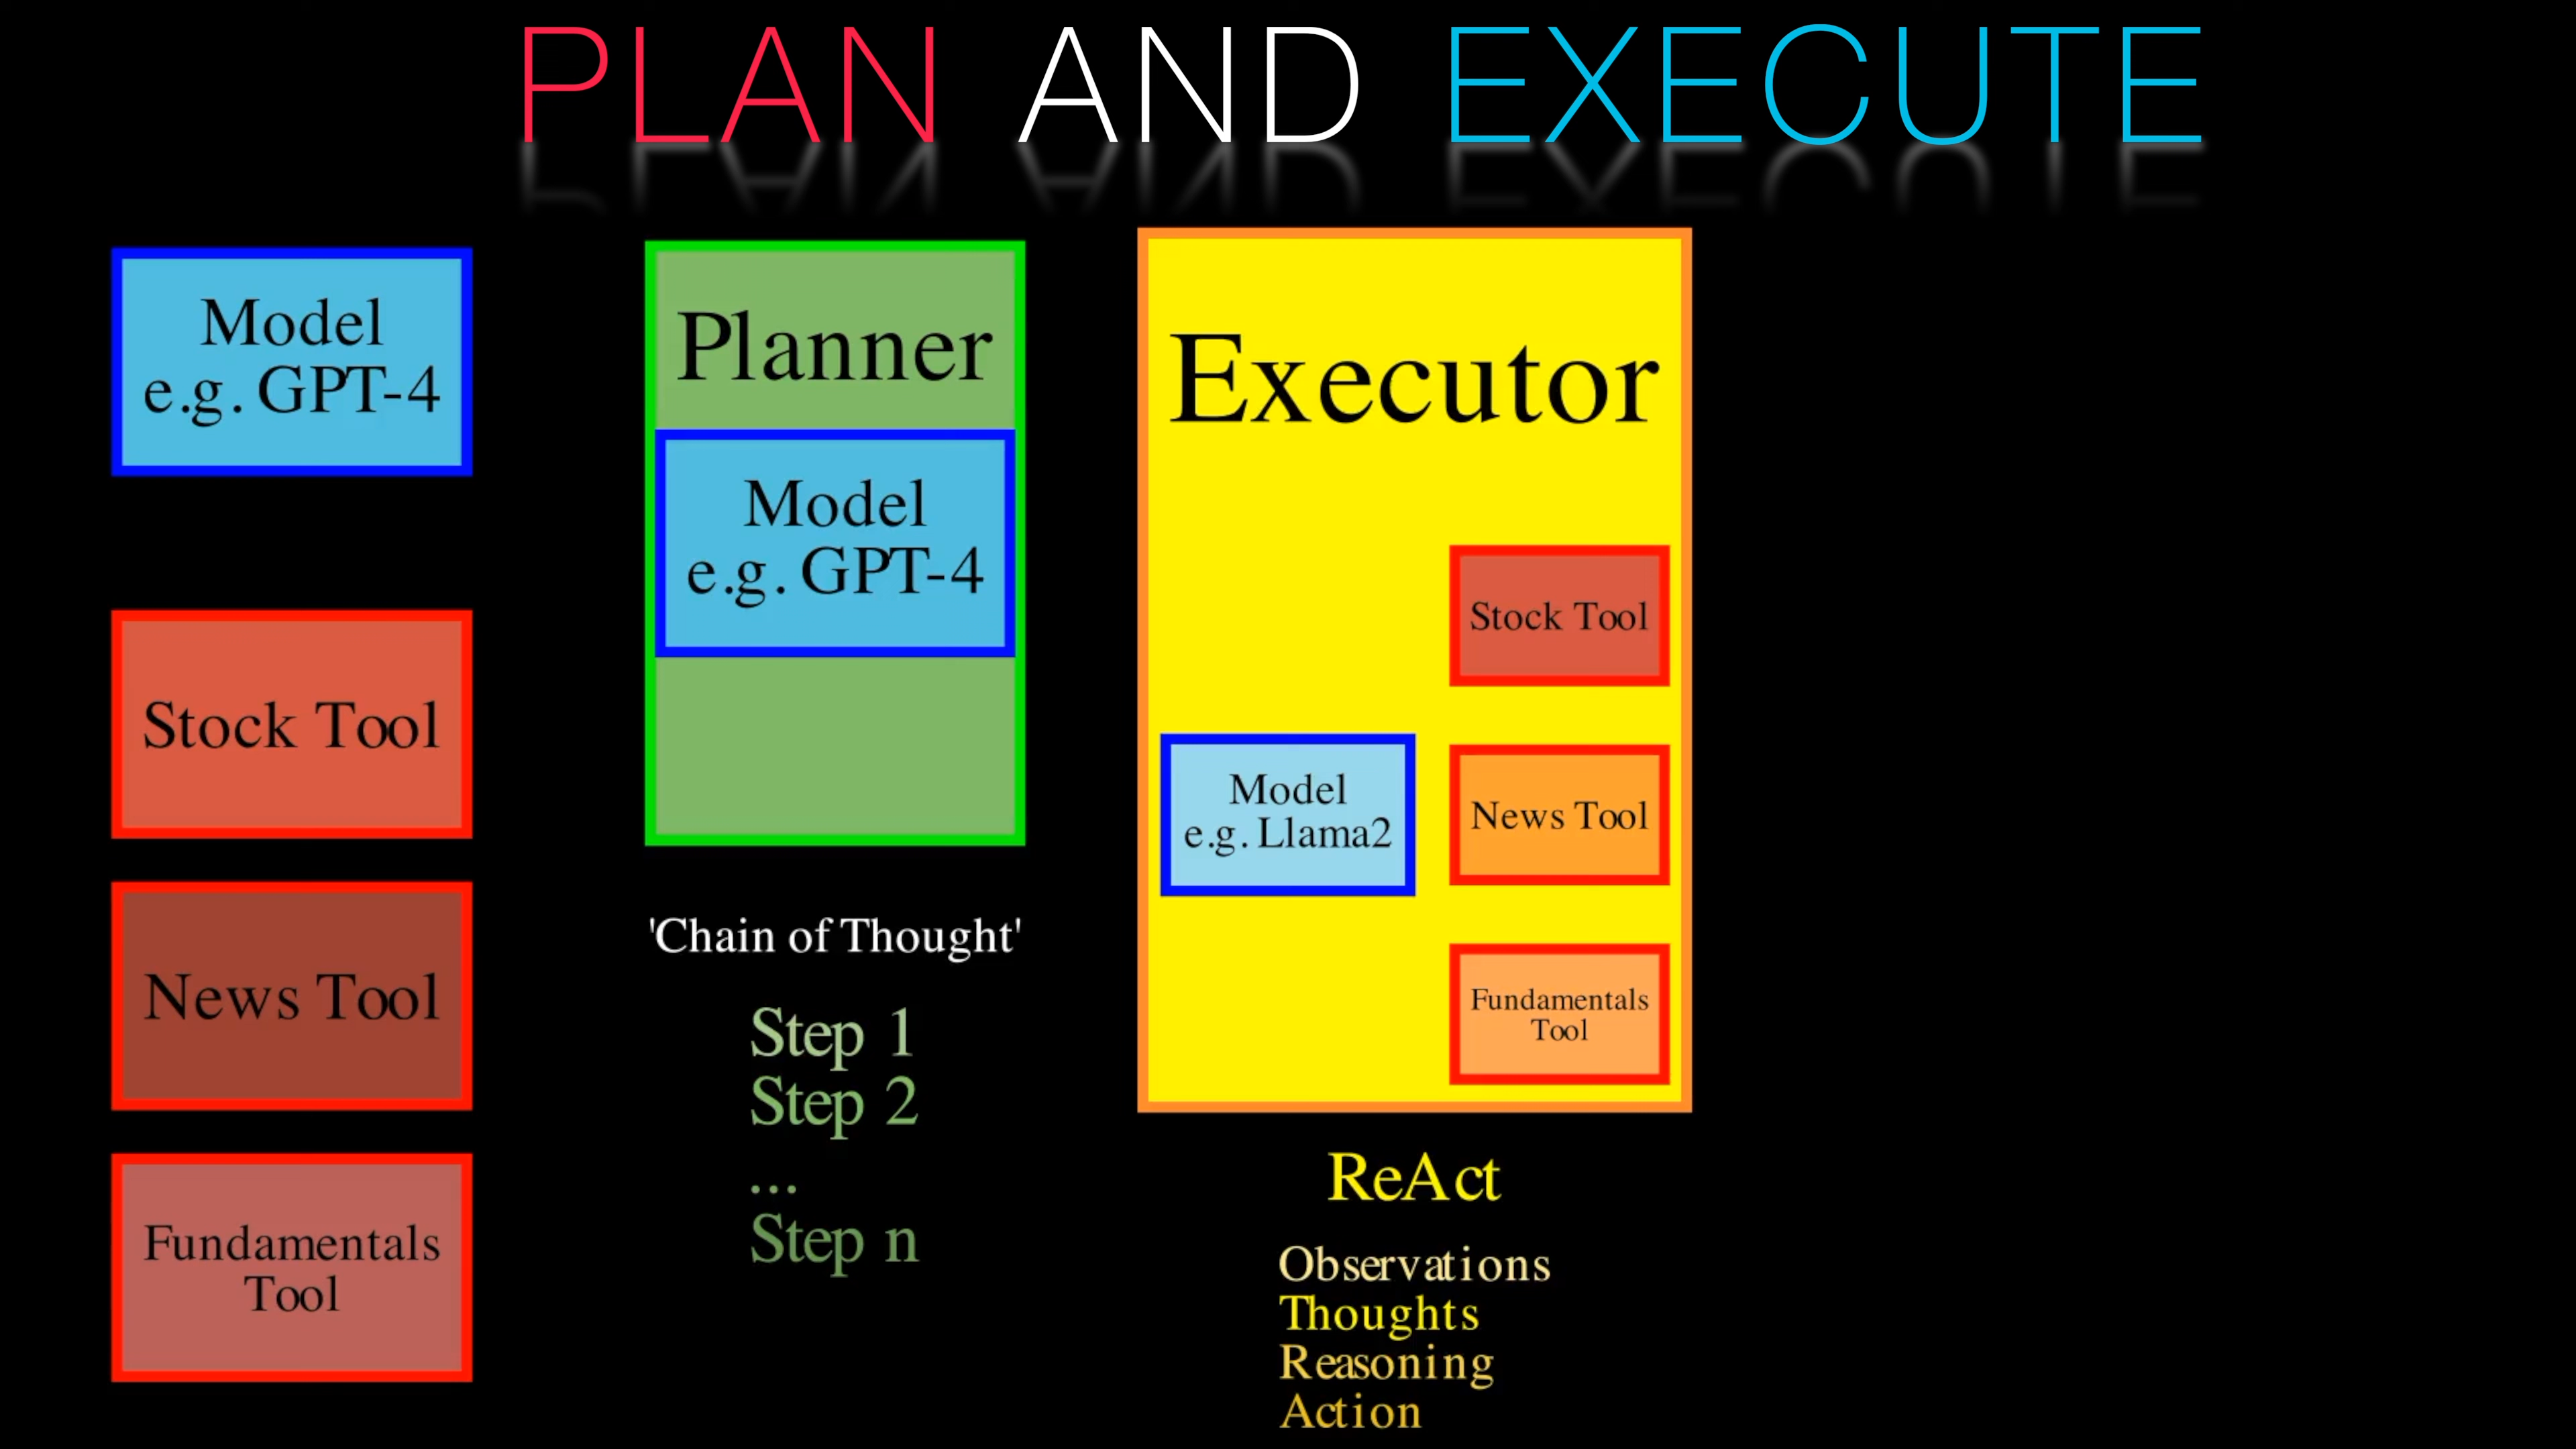 PLAN AND EXECUTE
Model
e.g. GPT-4
Stock Tool
News Tool
Fundamentals
Tool
Planner
Model
e.g. GPT-4
'Chain of Thought'
Step 1
Step 2
...
Step n
Executor
Stock Tool
Model
e.g. Llama2
News Tool
Fundamentals
Tool
ReAct
Observations
Thoughts
Reasoning
Action